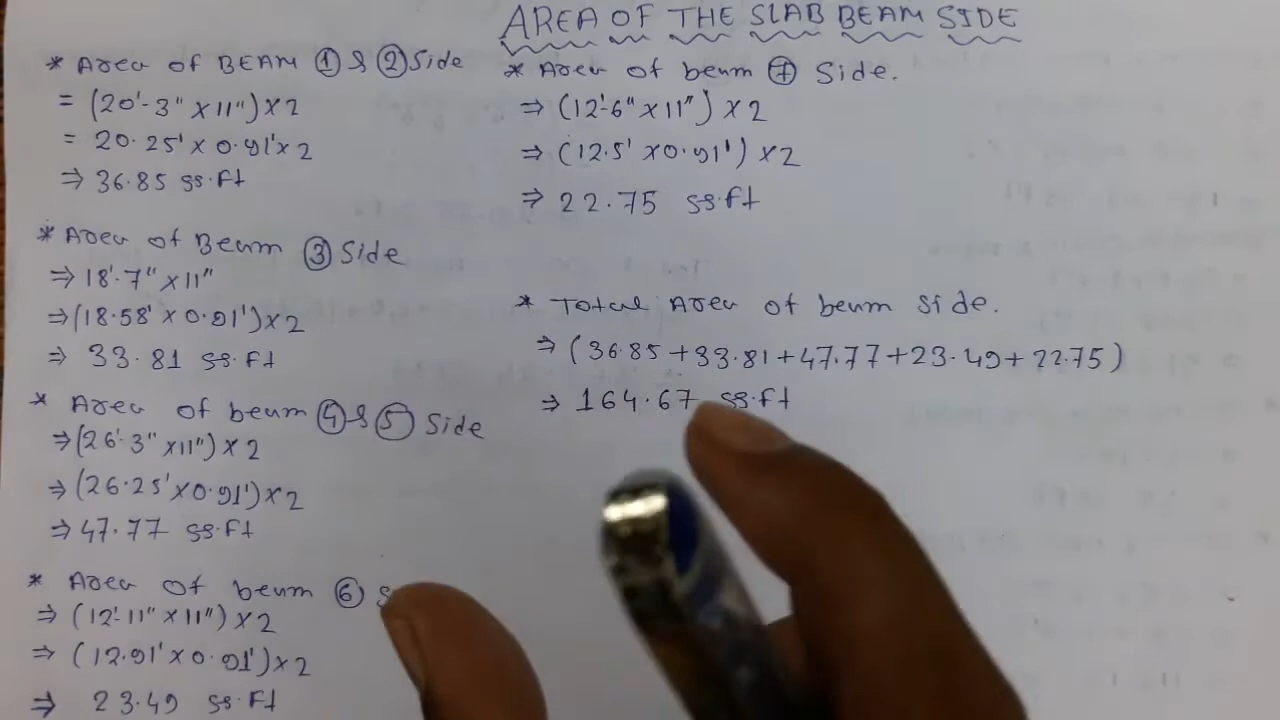 AREA OF THE SLAB BEAM SIDE
* Area of BEAM ① & ② Side
= (20'-3" x 11") x 2
= 20.25' x 0.91' x 2
⇒ 36.85 sq.ft
* Area of Beam ③ Side
⇒ 18'.7" x 11"
⇒ (18.58' x 0.91') x 2
⇒ 33.81 sq.ft
* Area of beam ④ & ⑤ Side
⇒ (26'.3" x 11") x 2
⇒ (26.25' x 0.91') x 2
⇒ 47.77 sq.ft
* Area of beam ⑥ S
⇒ (12'-11" x 11") x 2
⇒ (12.91' x 0.91') x 2
⇒ 23.49 sq.ft
* Area of beam ⑦ Side.
⇒ (12'-6" x 11") x 2
⇒ (12.5' x 0.91') x 2
⇒ 22.75 sq.ft
* Total Area of beam side.
⇒ (36.85 + 33.81 + 47.77 + 23.49 + 22.75)
⇒ 164.67 sq.ft